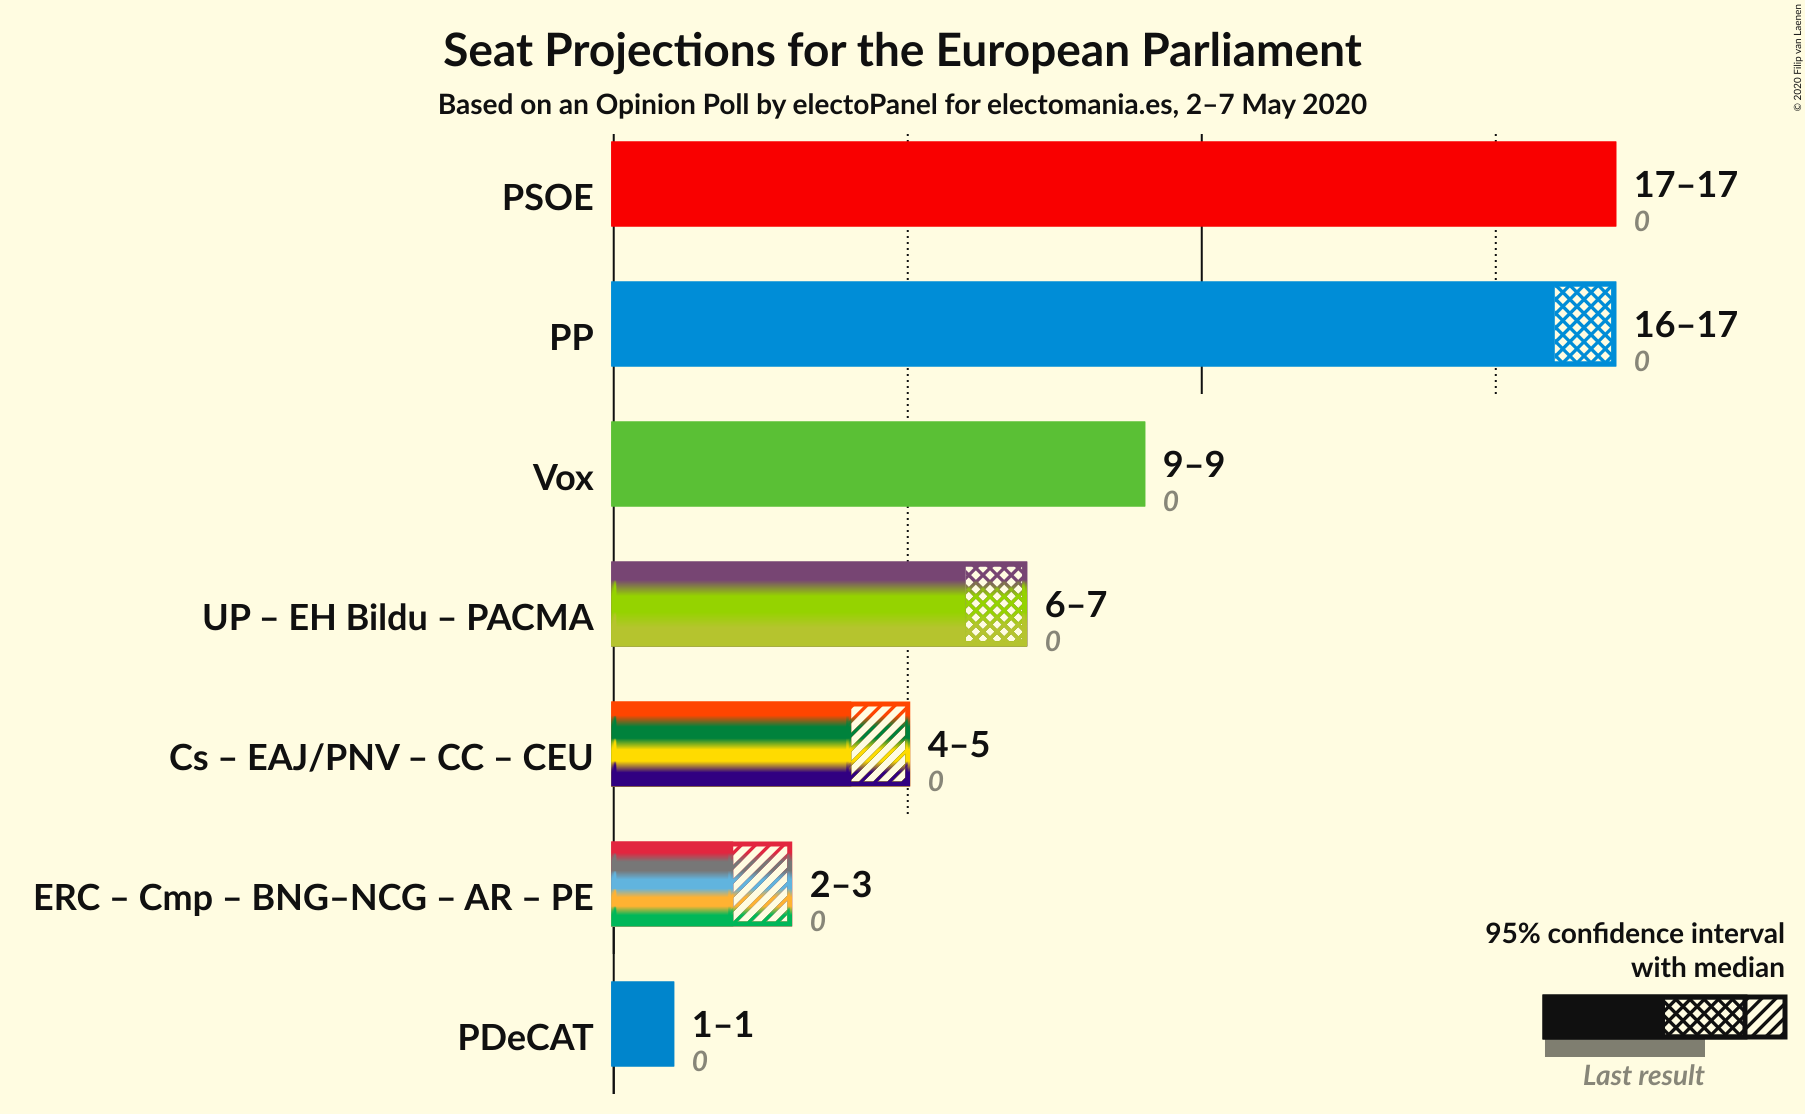 Seat Projections for the European Parliament
Based on an Opinion Poll by electoPanel for electomania.es, 2–7 May 2020
© 2020 Filip van Laenen
PSOE
17–17
0
PP
16–17
0
Vox
9–9
0
UP – EH Bildu – PACMA
6–7
0
Cs – EAJ/PNV – CC – CEU
4–5
0
ERC – Cmp – BNG–NCG – AR – PE
2–3
0
PDeCAT
1–1
0
95% confidence interval
with median
Last result